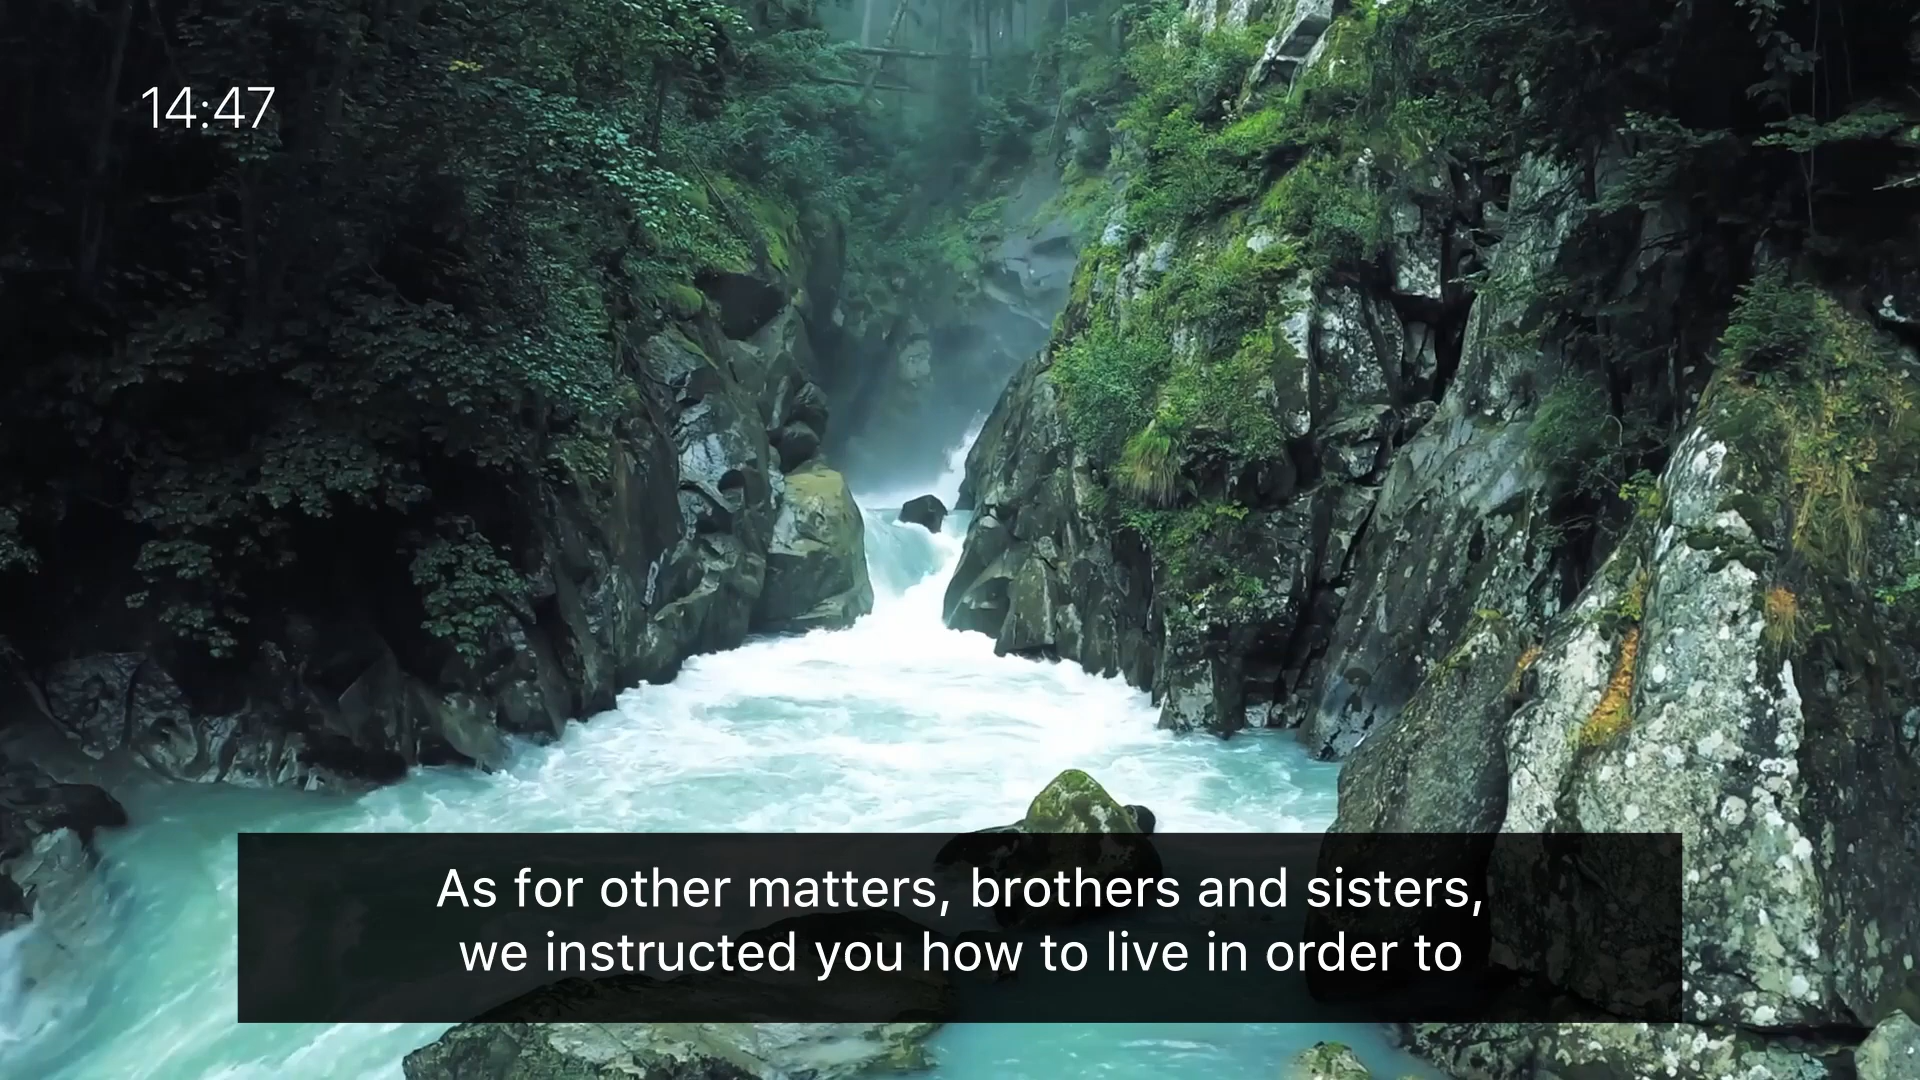 14:47
As for other matters, brothers and sisters,
we instructed you how to live in order to